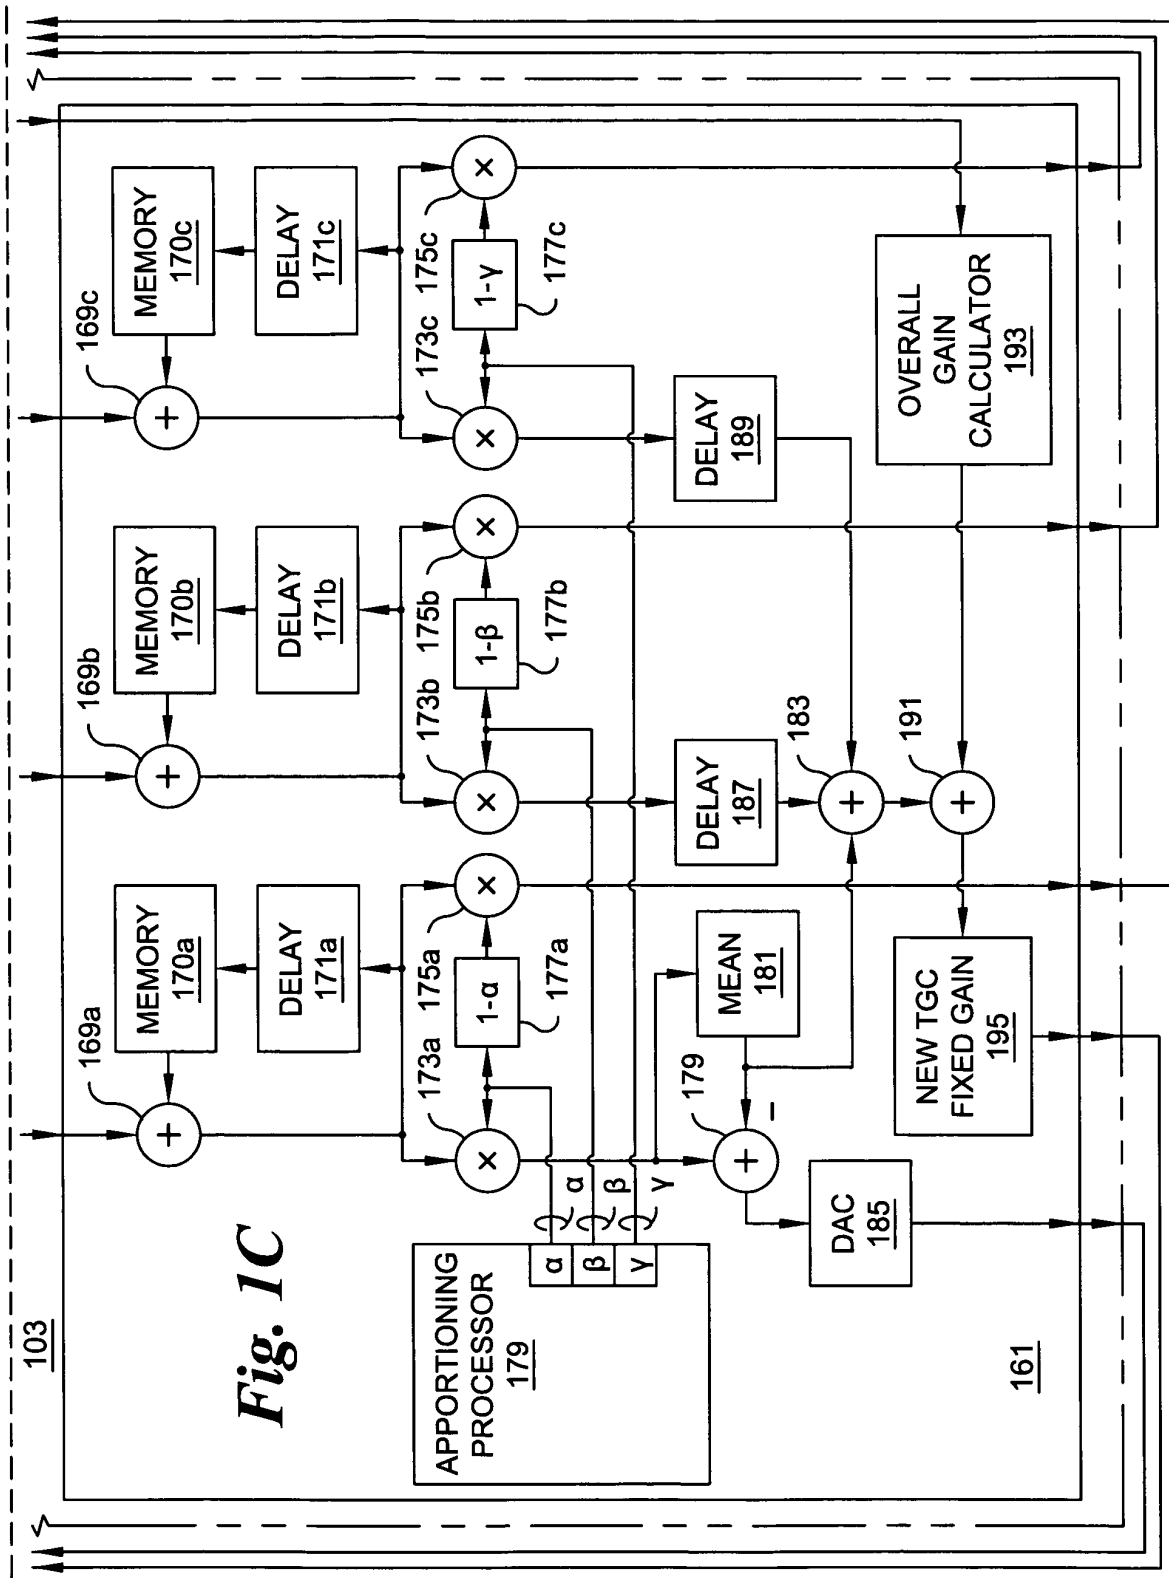 103
Fig. 1C
169a
MEMORY
170a
DELAY
171a
173a
175a
1-α
177a
169b
MEMORY
170b
DELAY
171b
173b
175b
1-β
177b
169c
MEMORY
170c
DELAY
171c
173c
175c
1-γ
177c
+
+
+
×
×
×
×
×
×
APPORTIONING
PROCESSOR
179
α
β
γ
α
β
γ
MEAN
181
179
+
-
DELAY
187
DELAY
189
183
+
191
+
OVERALL
GAIN
CALCULATOR
193
DAC
185
NEW TGC
FIXED GAIN
195
161